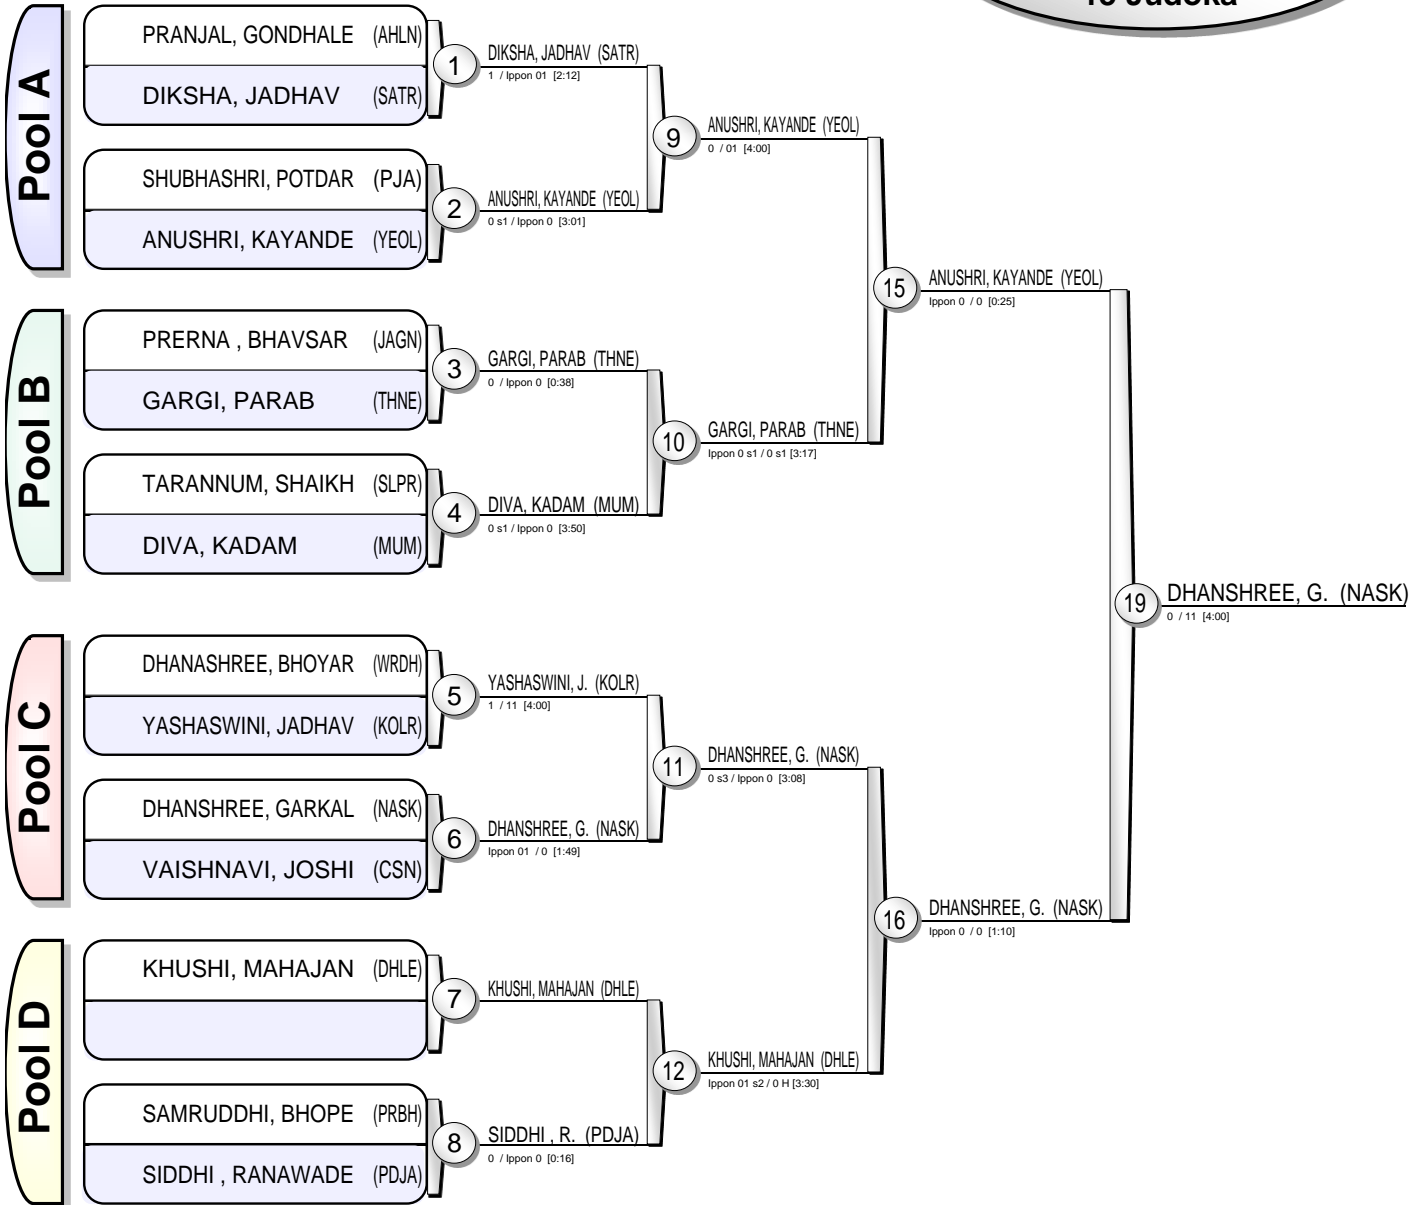 15 Judoka
Pool A
PRANJAL, GONDHALE (AHLN)
DIKSHA, JADHAV (SATR)
1
DIKSHA, JADHAV (SATR)
1 / Ippon 01 [2:12]
SHUBHASHRI, POTDAR (PJA)
ANUSHRI, KAYANDE (YEOL)
2
ANUSHRI, KAYANDE (YEOL)
0 s1 / Ippon 0 [3:01]
9
ANUSHRI, KAYANDE (YEOL)
0 / 01 [4:00]
Pool B
PRERNA , BHAVSAR (JAGN)
GARGI, PARAB (THNE)
3
GARGI, PARAB (THNE)
0 / Ippon 0 [0:38]
TARANNUM, SHAIKH (SLPR)
DIVA, KADAM (MUM)
4
DIVA, KADAM (MUM)
0 s1 / Ippon 0 [3:50]
10
GARGI, PARAB (THNE)
Ippon 0 s1 / 0 s1 [3:17]
15
ANUSHRI, KAYANDE (YEOL)
Ippon 0 / 0 [0:25]
Pool C
DHANASHREE, BHOYAR (WRDH)
YASHASWINI, JADHAV (KOLR)
5
YASHASWINI, J. (KOLR)
1 / 11 [4:00]
DHANSHREE, GARKAL (NASK)
VAISHNAVI, JOSHI (CSN)
6
DHANSHREE, G. (NASK)
Ippon 01 / 0 [1:49]
11
DHANSHREE, G. (NASK)
0 s3 / Ippon 0 [3:08]
Pool D
KHUSHI, MAHAJAN (DHLE)
7
KHUSHI, MAHAJAN (DHLE)
SAMRUDDHI, BHOPE (PRBH)
SIDDHI , RANAWADE (PDJA)
8
SIDDHI , R. (PDJA)
0 / Ippon 0 [0:16]
12
KHUSHI, MAHAJAN (DHLE)
Ippon 01 s2 / 0 H [3:30]
16
DHANSHREE, G. (NASK)
Ippon 0 / 0 [1:10]
19
DHANSHREE, G. (NASK)
0 / 11 [4:00]